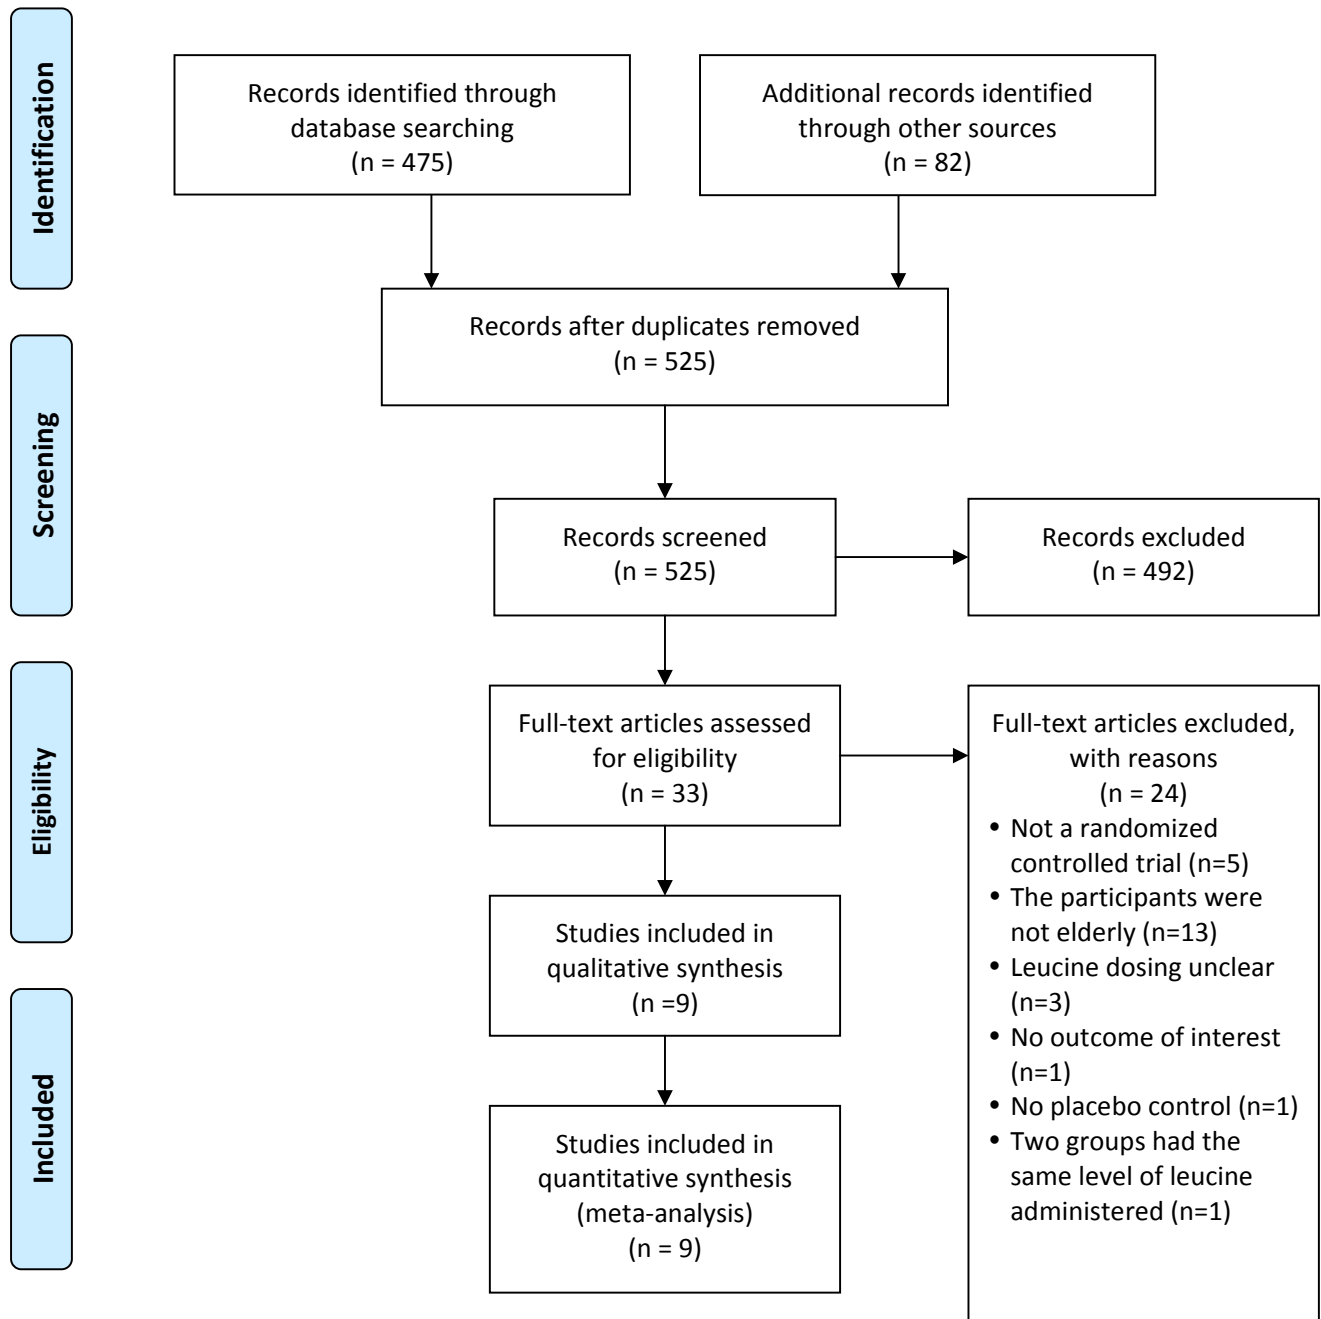 Identification
Records identified through
database searching
(n = 475)
Additional records identified
through other sources
(n = 82)
Records after duplicates removed
(n = 525)
Screening
Records screened
(n = 525)
Records excluded
(n = 492)
Eligibility
Full-text articles assessed
for eligibility
(n = 33)
Full-text articles excluded,
with reasons
(n = 24)
• Not a randomized
controlled trial (n=5)
• The participants were
not elderly (n=13)
• Leucine dosing unclear
(n=3)
• No outcome of interest
(n=1)
• No placebo control (n=1)
• Two groups had the
same level of leucine
administered (n=1)
Studies included in
qualitative synthesis
(n =9)
Included
Studies included in
quantitative synthesis
(meta-analysis)
(n = 9)